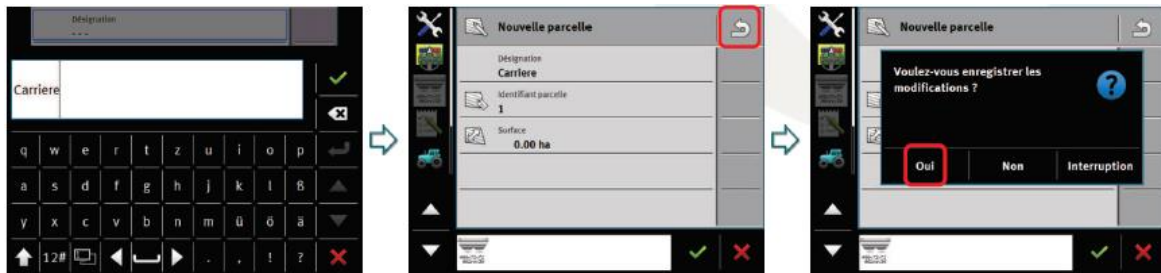 Désignation
---
Carriere
q w e r t z u i o p
a s d f g h j k l ß
y x c v b n m ü ö ä
12# . , ! ?
Nouvelle parcelle
Désignation
Carriere
Identifiant parcelle
1
Surface
0.00 ha
Nouvelle parcelle
Voulez-vous enregistrer les
modifications ?
?
Oui Non Interruption